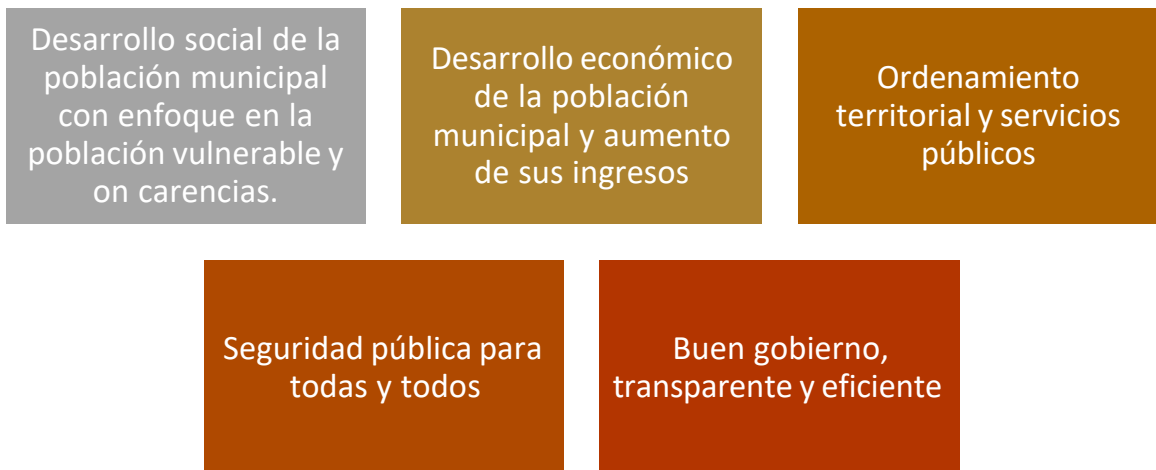 Desarrollo social de la
población municipal
con enfoque en la
población vulnerable y
on carencias.
Desarrollo económico
de la población
municipal y aumento
de sus ingresos
Ordenamiento
territorial y servicios
públicos
Seguridad pública para
todas y todos
Buen gobierno,
transparente y eficiente